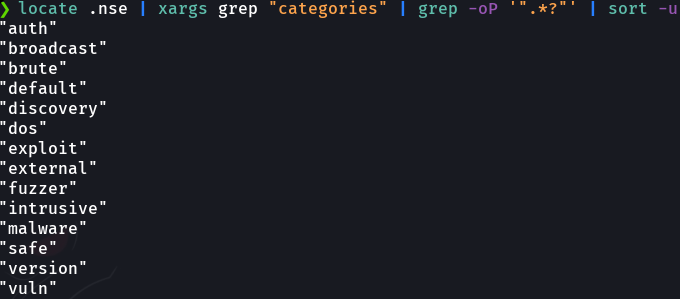 ❯ locate .nse | xargs grep "categories" | grep -oP '".*?"' | sort -u
"auth"
"broadcast"
"brute"
"default"
"discovery"
"dos"
"exploit"
"external"
"fuzzer"
"intrusive"
"malware"
"safe"
"version"
"vuln"